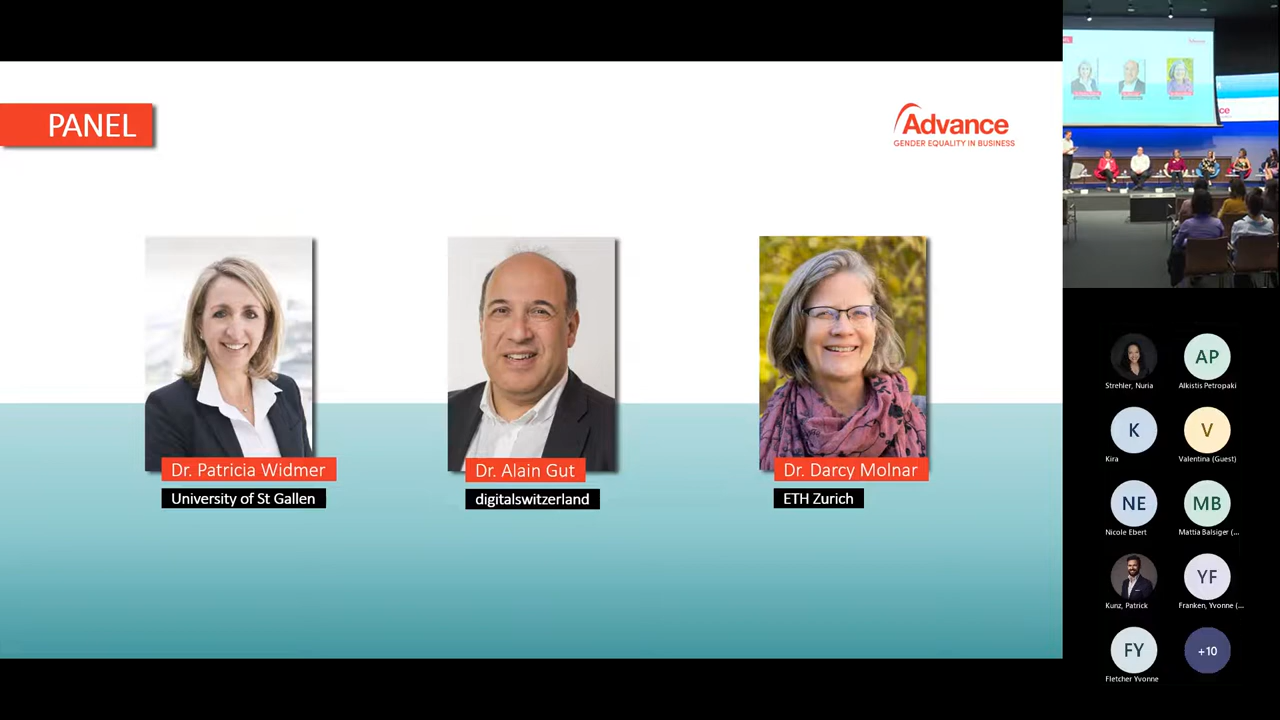 PANEL
Advance
GENDER EQUALITY IN BUSINESS
Dr. Patricia Widmer
University of St Gallen
Dr. Alain Gut
digitalswitzerland
Dr. Darcy Molnar
ETH Zurich
Strehler, Nuria
AP
Alkistis Petropaki
K
Kira
V
Valentina (Guest)
NE
Nicole Ebert
MB
Mattia Balsiger (...
Kunz, Patrick
YF
Franken, Yvonne (...
FY
Fletcher Yvonne
+10